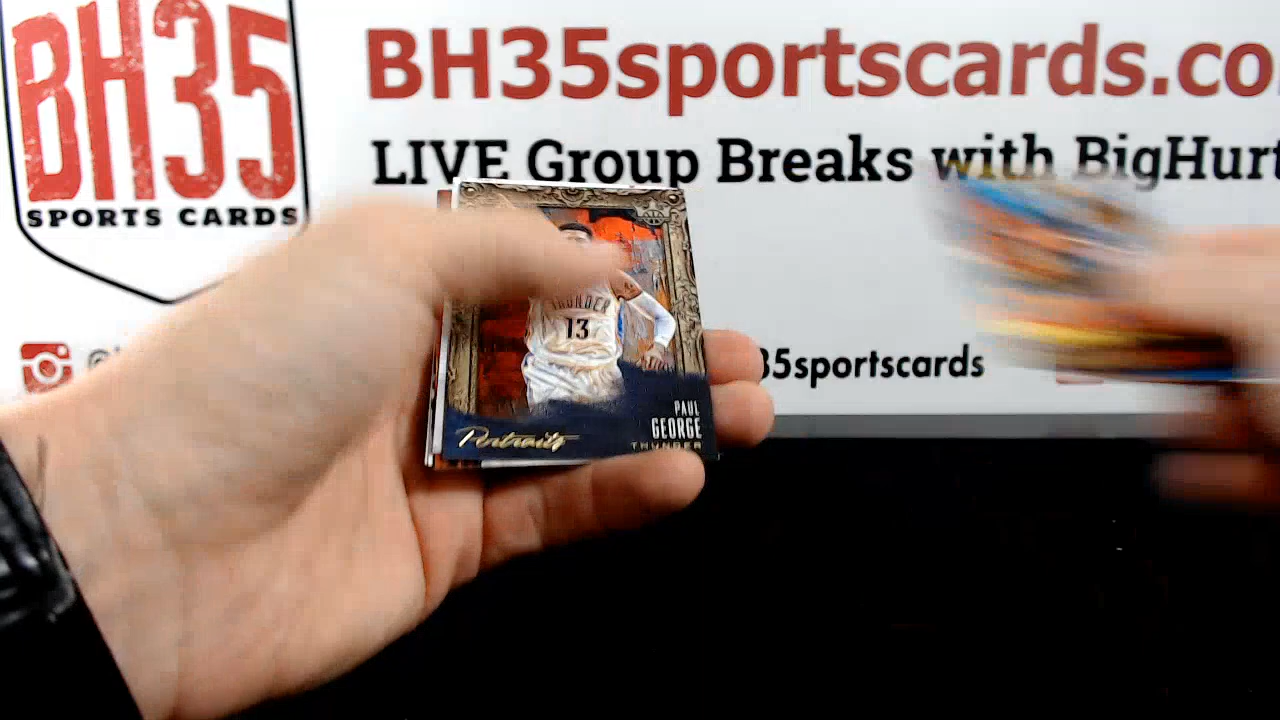 BH35
SPORTS CARDS
BH35sportscards.co
LIVE Group Breaks with BigHurt
35sportscards
THUNDER
13
PAUL
GEORGE
THUNDER
Portraits